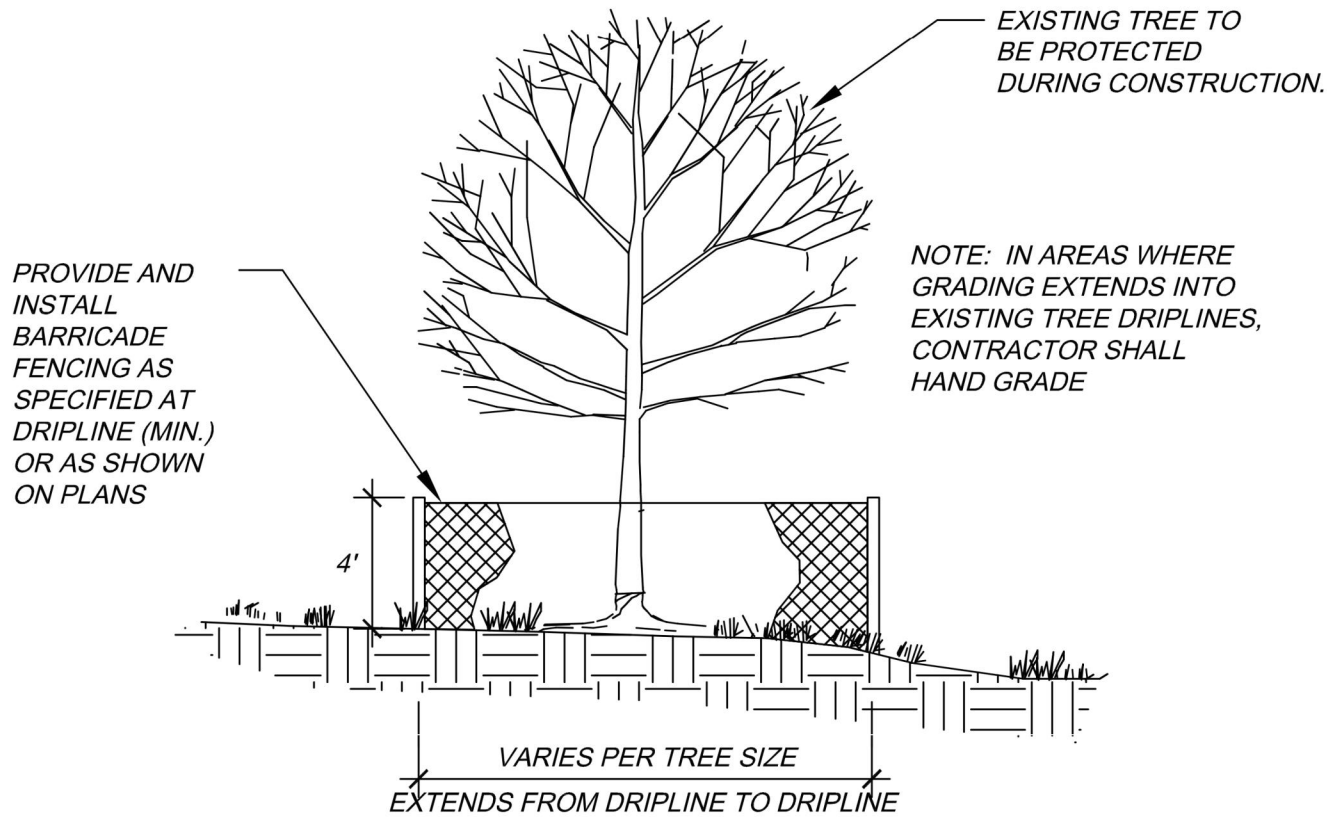 EXISTING TREE TO
BE PROTECTED
DURING CONSTRUCTION.
NOTE: IN AREAS WHERE
GRADING EXTENDS INTO
EXISTING TREE DRIPLINES,
CONTRACTOR SHALL
HAND GRADE
PROVIDE AND
INSTALL
BARRICADE
FENCING AS
SPECIFIED AT
DRIPLINE (MIN.)
OR AS SHOWN
ON PLANS
4'
VARIES PER TREE SIZE
EXTENDS FROM DRIPLINE TO DRIPLINE